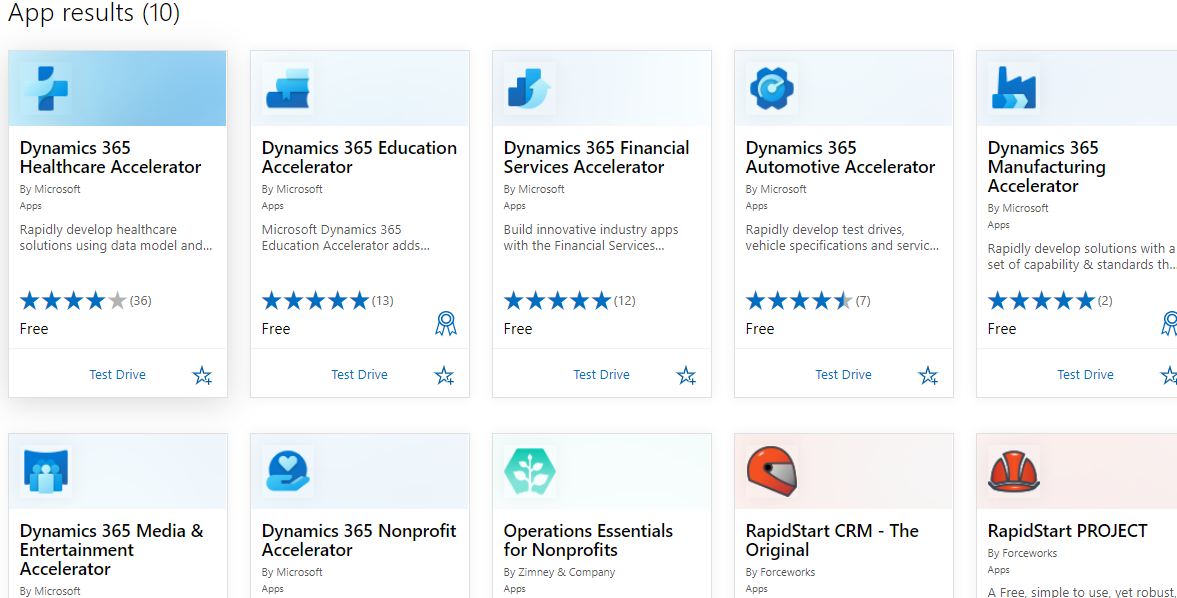 App results (10)
Dynamics 365
Healthcare Accelerator
By Microsoft
Apps
Rapidly develop healthcare
solutions using data model and...
(36)
Free
Test Drive
Dynamics 365 Education
Accelerator
By Microsoft
Apps
Microsoft Dynamics 365
Education Accelerator adds...
(13)
Free
Test Drive
Dynamics 365 Financial
Services Accelerator
By Microsoft
Apps
Build innovative industry apps
with the Financial Services...
(12)
Free
Test Drive
Dynamics 365
Automotive Accelerator
By Microsoft
Apps
Rapidly develop test drives,
vehicle specifications and servic...
(7)
Free
Test Drive
Dynamics 365
Manufacturing
Accelerator
By Microsoft
Apps
Rapidly develop solutions with a
set of capability & standards th...
(2)
Free
Test Drive
Dynamics 365 Media &
Entertainment
Accelerator
By Microsoft
Dynamics 365 Nonprofit
Accelerator
By Microsoft
Apps
Operations Essentials
for Nonprofits
By Zimney & Company
Apps
RapidStart CRM - The
Original
By Forceworks
Apps
RapidStart PROJECT
By Forceworks
Apps
A Free, simple to use, yet robust,